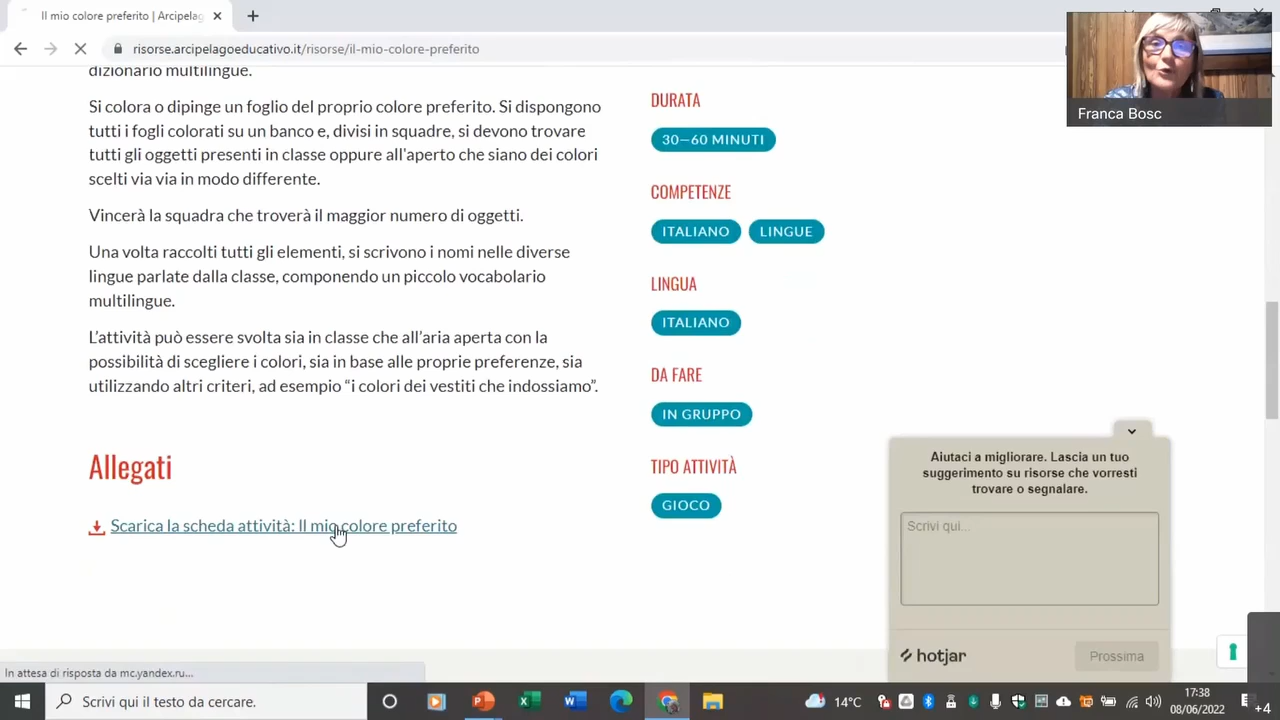 Il mio colore preferito | Arcipelag
risorse.arcipelagoeducativo.it/risorse/il-mio-colore-preferito
Franca Bosc
dizionario multilingue.
Si colora o dipinge un foglio del proprio colore preferito. Si dispongono
tutti i fogli colorati su un banco e, divisi in squadre, si devono trovare
tutti gli oggetti presenti in classe oppure all'aperto che siano dei colori
scelti via via in modo differente.
Vincerà la squadra che troverà il maggior numero di oggetti.
Una volta raccolti tutti gli elementi, si scrivono i nomi nelle diverse
lingue parlate dalla classe, componendo un piccolo vocabolario
multilingue.
L'attività può essere svolta sia in classe che all'aria aperta con la
possibilità di scegliere i colori, sia in base alle proprie preferenze, sia
utilizzando altri criteri, ad esempio “i colori dei vestiti che indossiamo”.
Allegati
Scarica la scheda attività: Il mio colore preferito
DURATA
30—60 MINUTI
COMPETENZE
ITALIANO LINGUE
LINGUA
ITALIANO
DA FARE
IN GRUPPO
TIPO ATTIVITÀ
GIOCO
Aiutaci a migliorare. Lascia un tuo
suggerimento su risorse che vorresti
trovare o segnalare.
Scrivi qui...
hotjar
Prossima
In attesa di risposta da mc.yandex.ru...
Scrivi qui il testo da cercare.
14°C
17:38
08/06/2022
+4